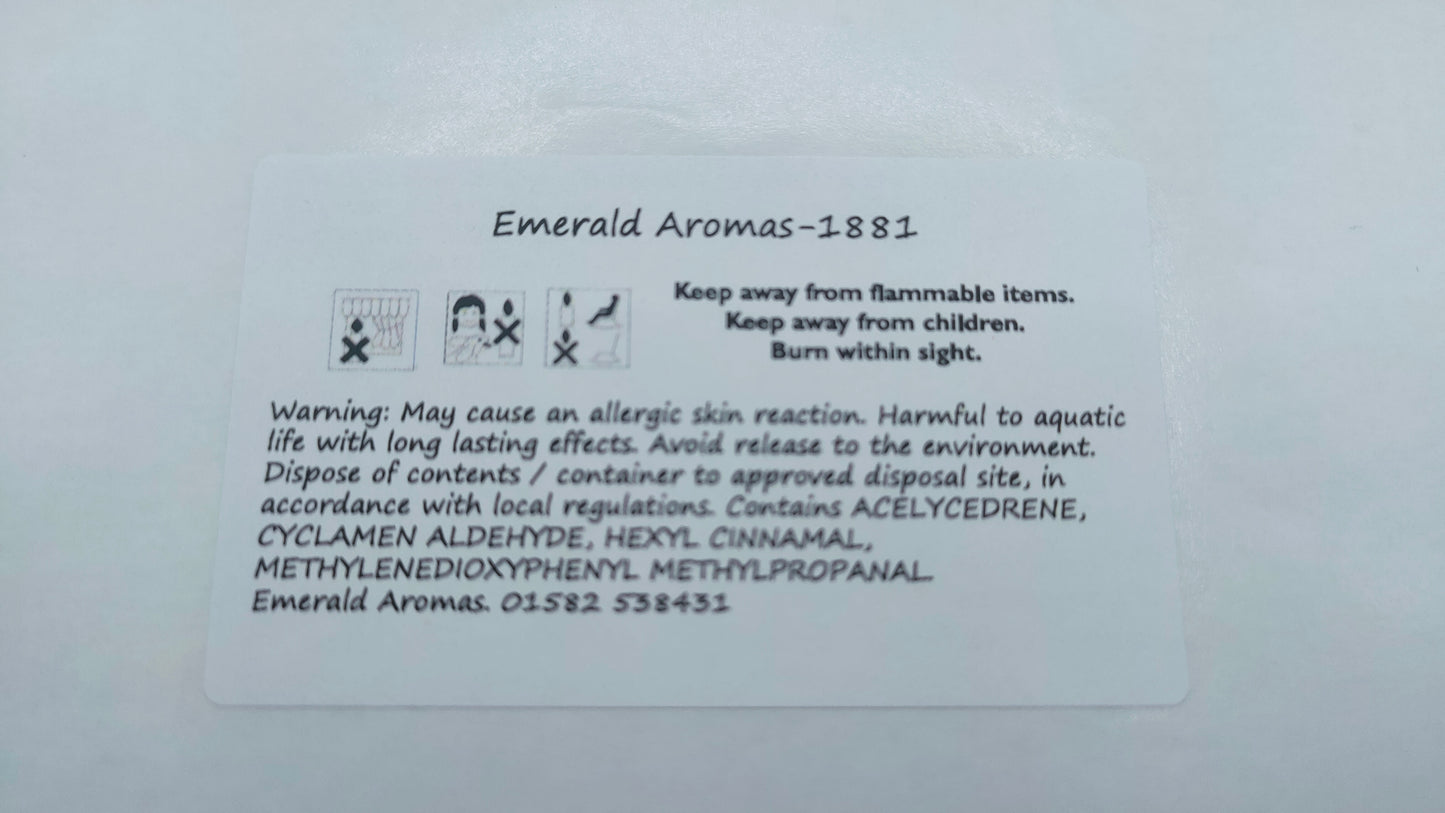 Emerald Aromas-1881
Keep away from flammable items.
Keep away from children.
Burn within sight.
Warning: May cause an allergic skin reaction. Harmful to aquatic
life with long lasting effects. Avoid release to the environment.
Dispose of contents / container to approved disposal site, in
accordance with local regulations. Contains ACELYCEDRENE,
CYCLAMEN ALDEHYDE, HEXYL CINNAMAL,
METHYLENEDIOXYPHENYL METHYLPROPANAL
Emerald Aromas. 01582 538431